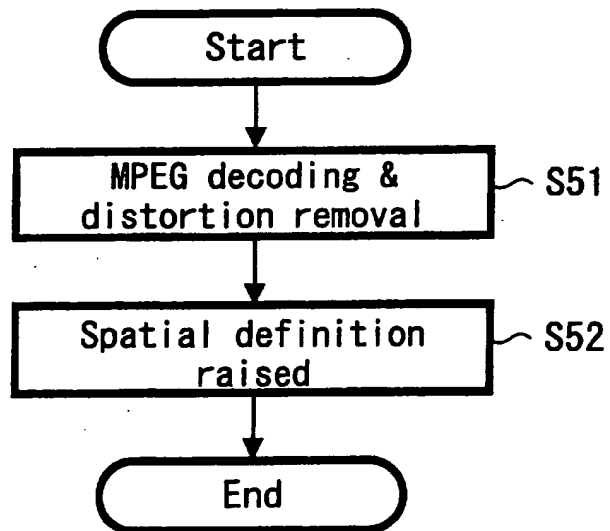 Start
MPEG decoding &
distortion removal
S51
Spatial definition
raised
S52
End